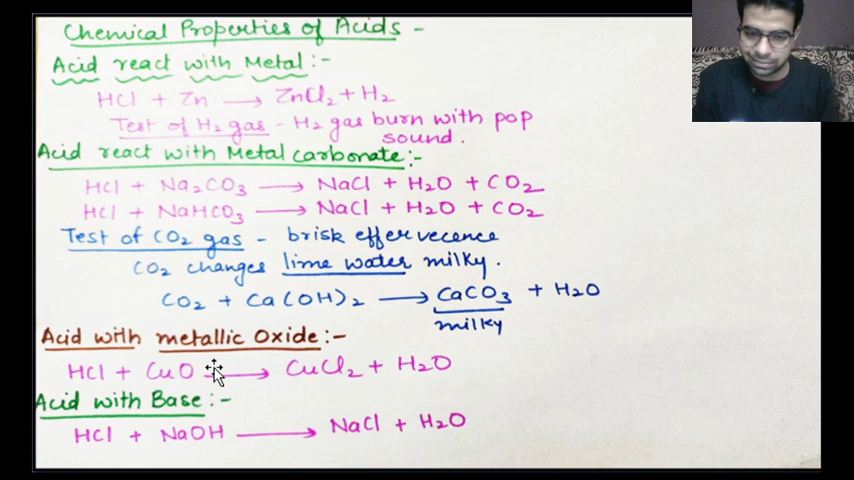 Chemical Properties of Acids -
Acid react with Metal :-
HCl + Zn → ZnCl₂ + H₂
Test of H₂ gas - H₂ gas burn with pop
sound.
Acid react with Metal carbonate :-
HCl + Na₂CO₃ → NaCl + H₂O + CO₂
HCl + NaHCO₃ → NaCl + H₂O + CO₂
Test of CO₂ gas - brisk effervecence
CO₂ changes lime water milky.
CO₂ + Ca(OH)₂ → CaCO₃ + H₂O
milky
Acid with metallic Oxide :-
HCl + CuO → CuCl₂ + H₂O
Acid with Base :-
HCl + NaOH → NaCl + H₂O